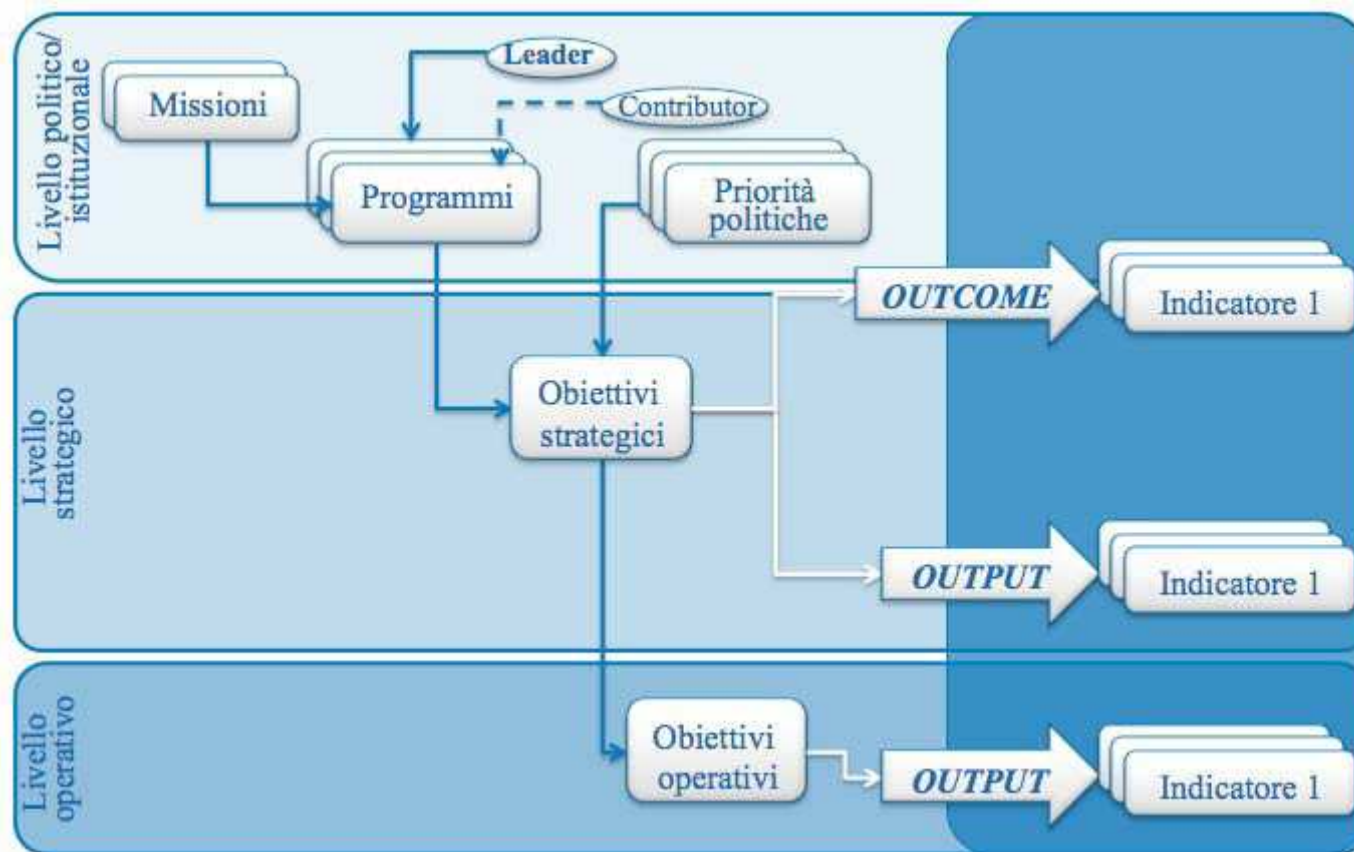 Livello politico/
istituzionale
Missioni
Leader
Contributor
Programmi
Priorità
politiche
OUTCOME
Indicatore 1
Livello
strategico
Obiettivi
strategici
OUTPUT
Indicatore 1
Livello
operativo
Obiettivi
operativi
OUTPUT
Indicatore 1